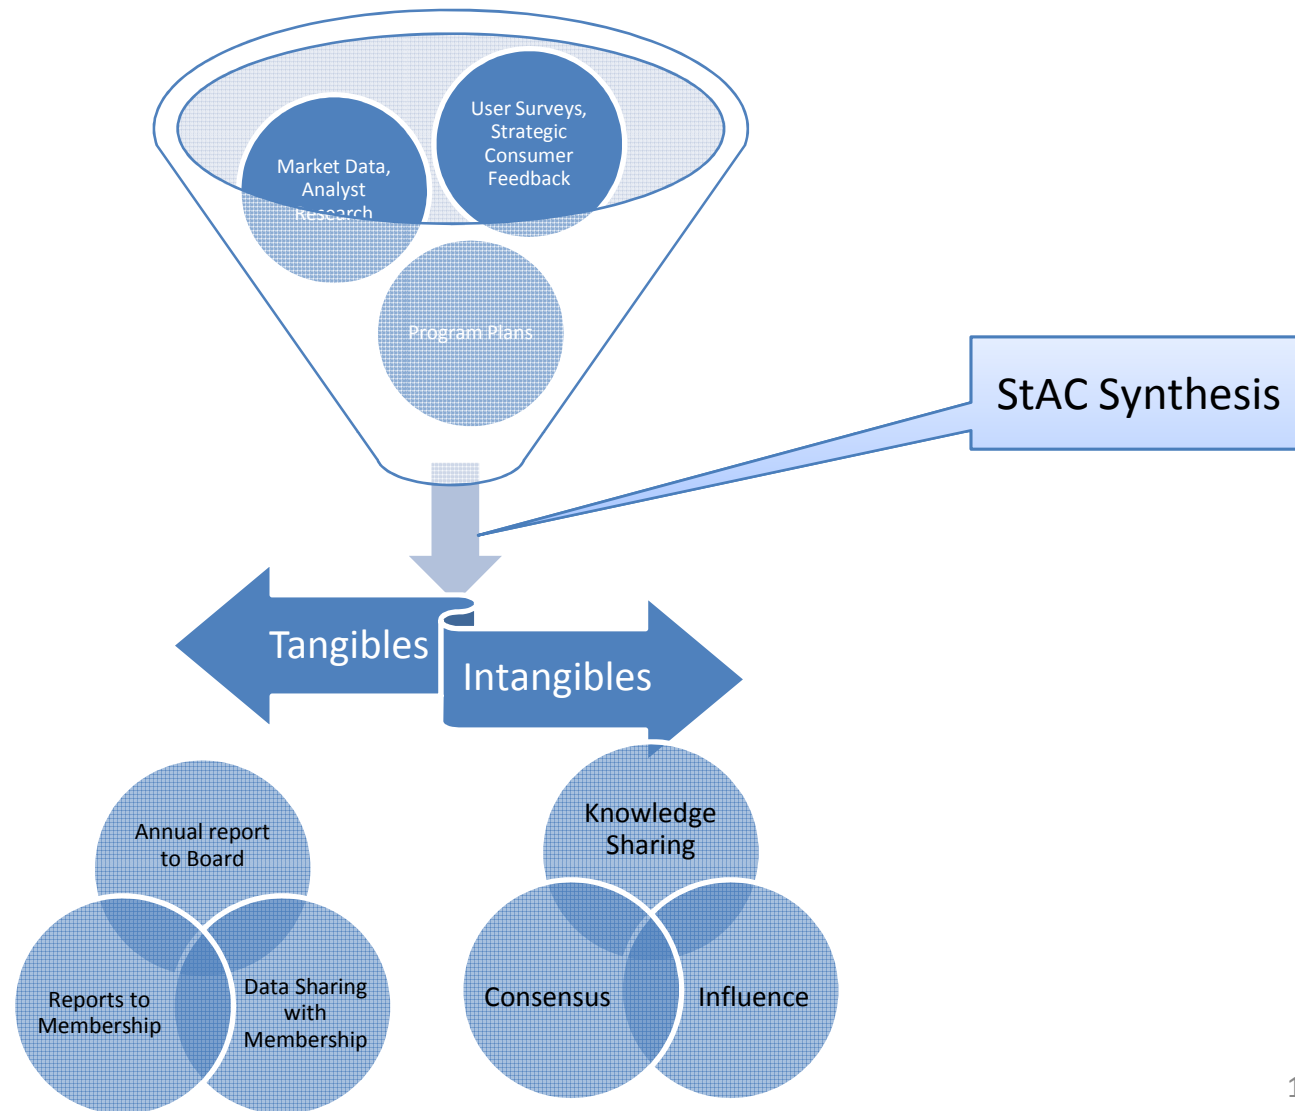 User Surveys,
Strategic
Consumer
Feedback
Market Data,
Analyst
Research
Program Plans
StAC Synthesis
Tangibles
Intangibles
Annual report
to Board
Reports to
Membership
Data Sharing
with
Membership
Knowledge
Sharing
Consensus
Influence
1